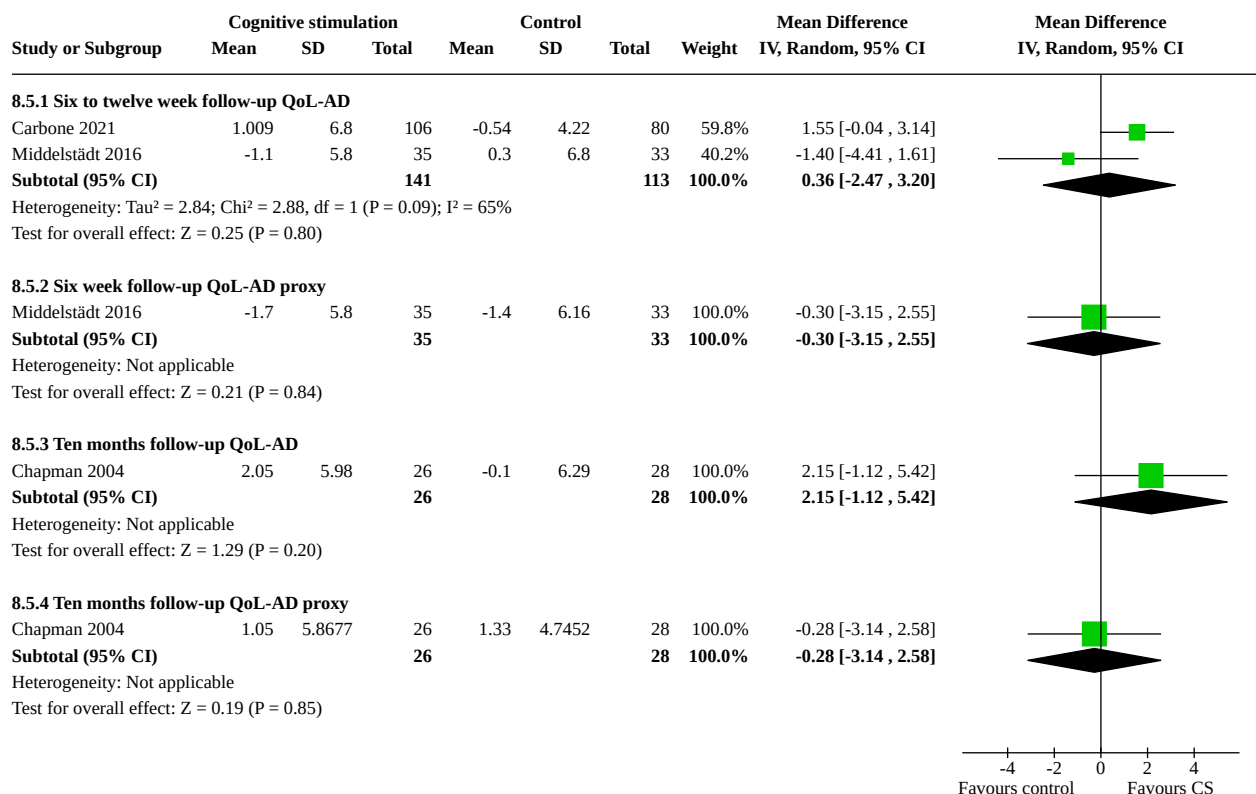 Cognitive stimulation Control Mean Difference Mean Difference
Study or Subgroup Mean SD Total Mean SD Total Weight IV, Random, 95% CI IV, Random, 95% CI
8.5.1 Six to twelve week follow-up QoL-AD
Carbone 2021 1.009 6.8 106 -0.54 4.22 80 59.8% 1.55 [-0.04 , 3.14]
Middelstädt 2016 -1.1 5.8 35 0.3 6.8 33 40.2% -1.40 [-4.41 , 1.61]
Subtotal (95% CI) 141 113 100.0% 0.36 [-2.47 , 3.20]
Heterogeneity: Tau² = 2.84; Chi² = 2.88, df = 1 (P = 0.09); I² = 65%
Test for overall effect: Z = 0.25 (P = 0.80)
8.5.2 Six week follow-up QoL-AD proxy
Middelstädt 2016 -1.7 5.8 35 -1.4 6.16 33 100.0% -0.30 [-3.15 , 2.55]
Subtotal (95% CI) 35 33 100.0% -0.30 [-3.15 , 2.55]
Heterogeneity: Not applicable
Test for overall effect: Z = 0.21 (P = 0.84)
8.5.3 Ten months follow-up QoL-AD
Chapman 2004 2.05 5.98 26 -0.1 6.29 28 100.0% 2.15 [-1.12 , 5.42]
Subtotal (95% CI) 26 28 100.0% 2.15 [-1.12 , 5.42]
Heterogeneity: Not applicable
Test for overall effect: Z = 1.29 (P = 0.20)
8.5.4 Ten months follow-up QoL-AD proxy
Chapman 2004 1.05 5.8677 26 1.33 4.7452 28 100.0% -0.28 [-3.14 , 2.58]
Subtotal (95% CI) 26 28 100.0% -0.28 [-3.14 , 2.58]
Heterogeneity: Not applicable
Test for overall effect: Z = 0.19 (P = 0.85)
-4 -2 0 2 4
Favours control Favours CS